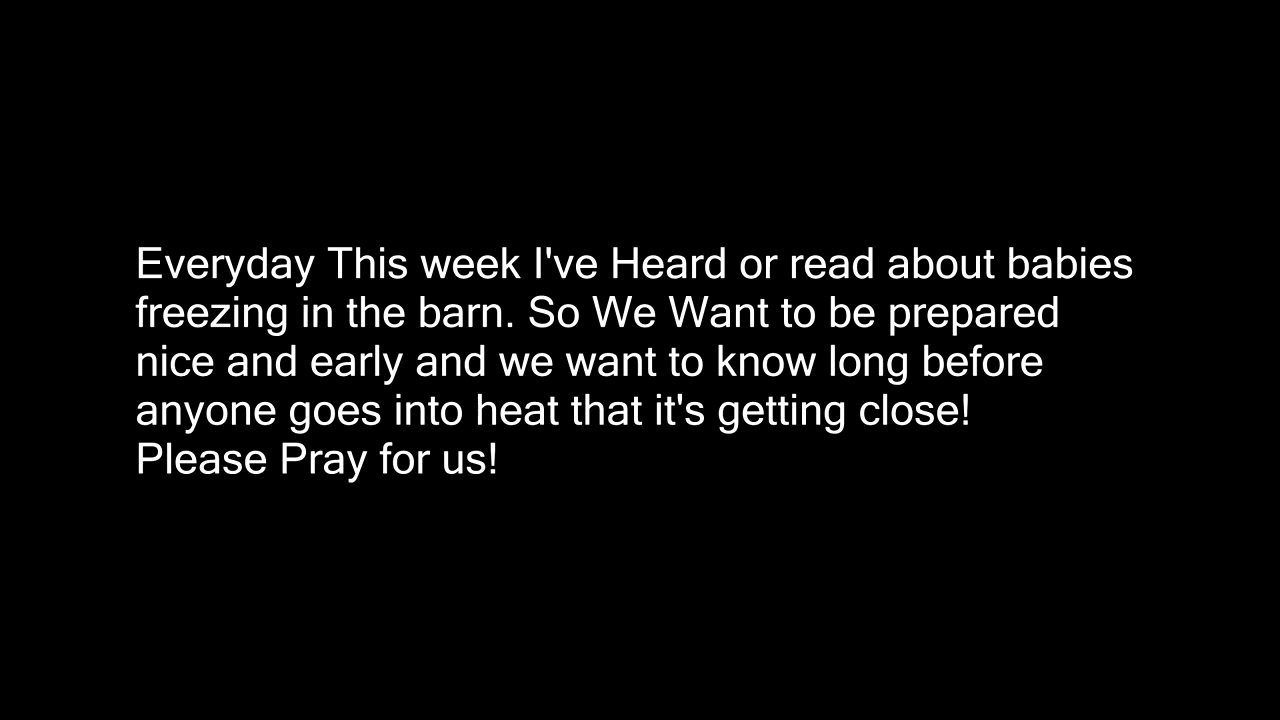 Everyday This week I've Heard or read about babies
freezing in the barn. So We Want to be prepared
nice and early and we want to know long before
anyone goes into heat that it's getting close!
Please Pray for us!